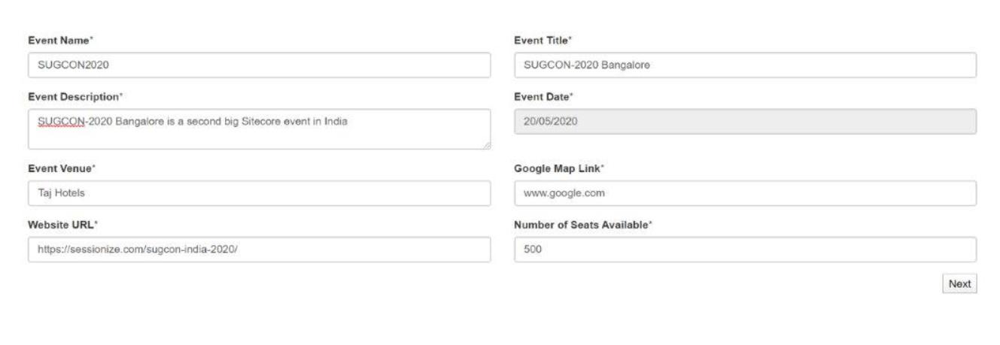 Event Name*
Event Title*
SUGCON2020
SUGCON-2020 Bangalore
Event Description*
Event Date*
SUGCON-2020 Bangalore is a second big Sitecore event in India
20/05/2020
Event Venue*
Google Map Link*
Taj Hotels
www.google.com
Website URL*
Number of Seats Available*
https://sessionize.com/sugcon-india-2020/
500
Next